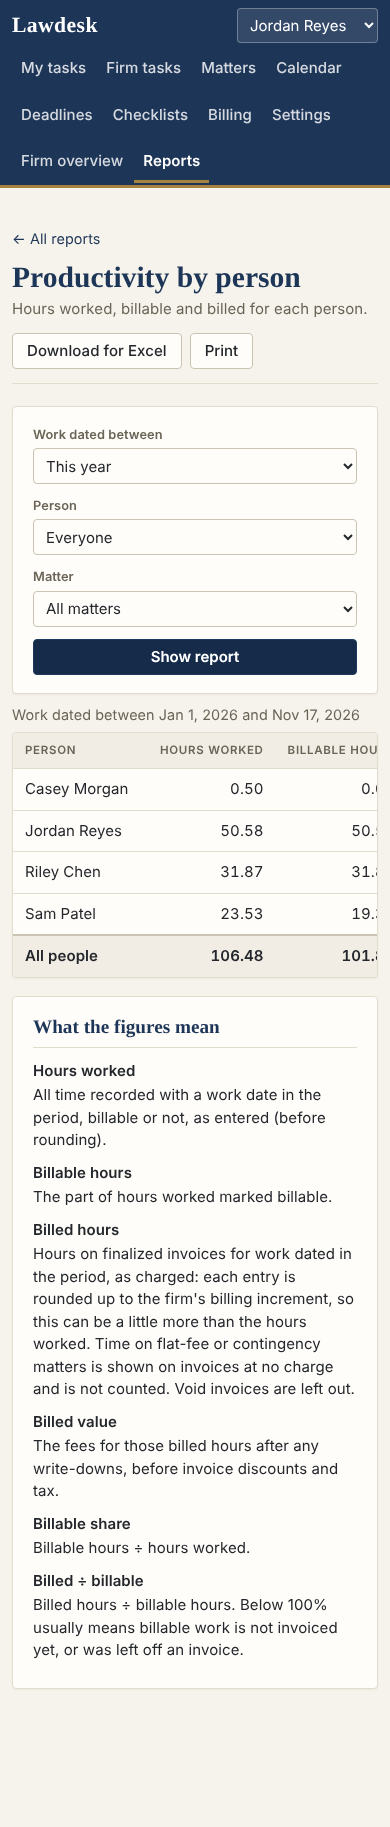 Lawdesk
Jordan Reyes
My tasks Firm tasks Matters Calendar
Deadlines Checklists Billing Settings
Firm overview Reports
← All reports
Productivity by person
Hours worked, billable and billed for each person.
Download for Excel Print
Work dated between
This year
Person
Everyone
Matter
All matters
Show report
Work dated between Jan 1, 2026 and Nov 17, 2026
PERSON HOURS WORKED BILLABLE
Casey Morgan 0.50
Jordan Reyes 50.58
Riley Chen 31.87
Sam Patel 23.53
All people 106.48
What the figures mean
Hours worked
All time recorded with a work date in the
period, billable or not, as entered (before
rounding).
Billable hours
The part of hours worked marked billable.
Billed hours
Hours on finalized invoices for work dated in
the period, as charged: each entry is
rounded up to the firm's billing increment, so
this can be a little more than the hours
worked. Time on flat-fee or contingency
matters is shown on invoices at no charge
and is not counted. Void invoices are left out.
Billed value
The fees for those billed hours after any
write-downs, before invoice discounts and
tax.
Billable share
Billable hours ÷ hours worked.
Billed ÷ billable
Billed hours ÷ billable hours. Below 100%
usually means billable work is not invoiced
yet, or was left off an invoice.